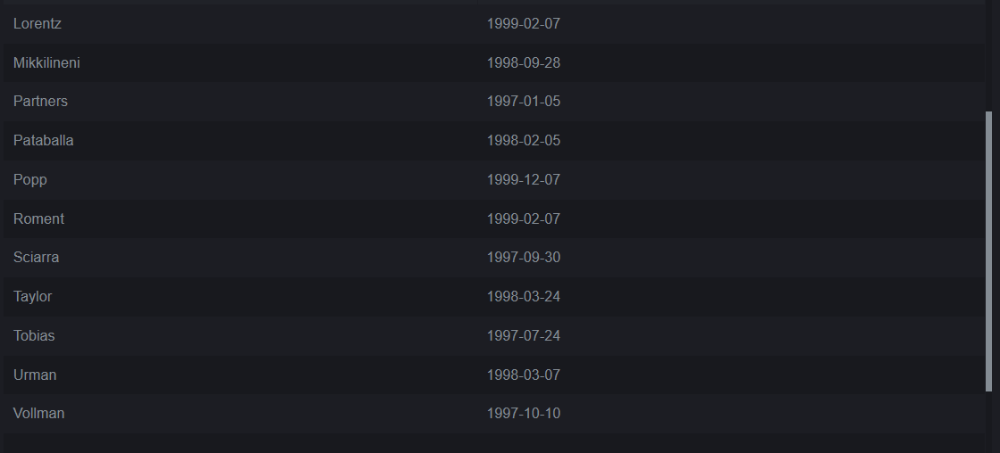 Lorentz 1999-02-07
Mikkilineni 1998-09-28
Partners 1997-01-05
Pataballa 1998-02-05
Popp 1999-12-07
Roment 1999-02-07
Sciarra 1997-09-30
Taylor 1998-03-24
Tobias 1997-07-24
Urman 1998-03-07
Vollman 1997-10-10